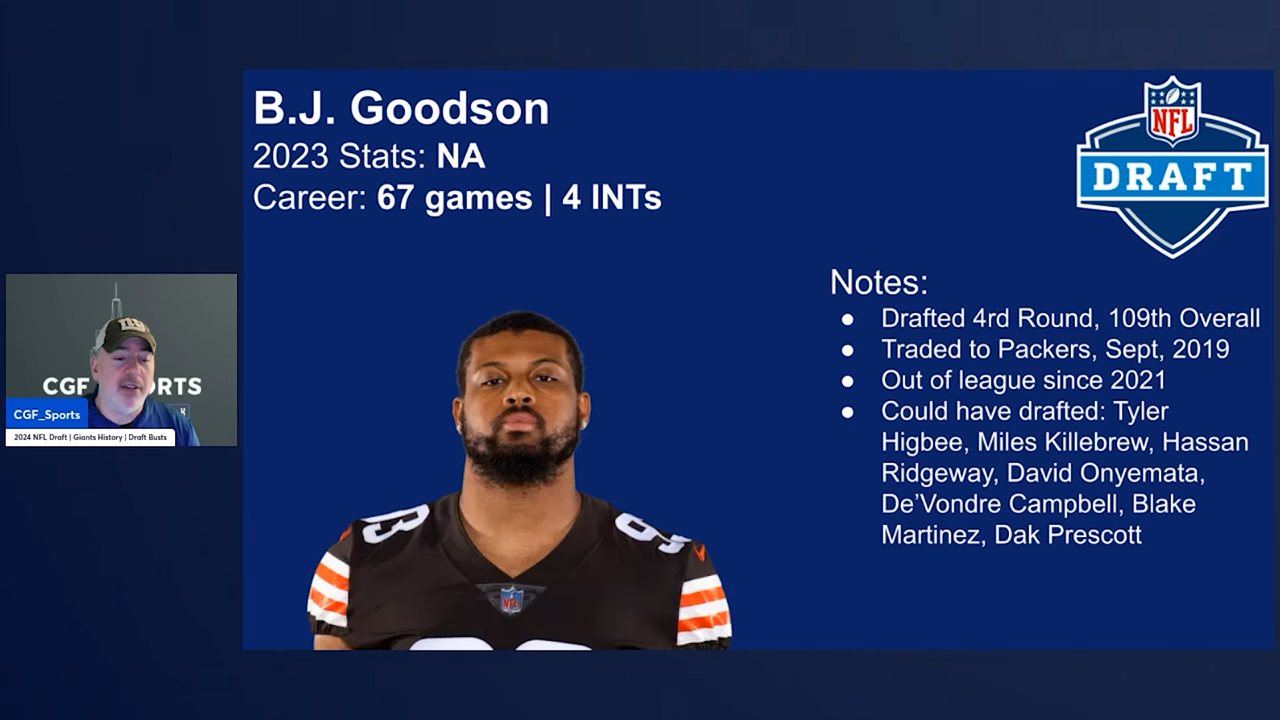 B.J. Goodson
2023 Stats: NA
Career: 67 games | 4 INTs
NFL
DRAFT
Notes:
● Drafted 4rd Round, 109th Overall
● Traded to Packers, Sept, 2019
● Out of league since 2021
● Could have drafted: Tyler
Higbee, Miles Killebrew, Hassan
Ridgeway, David Onyemata,
De’Vondre Campbell, Blake
Martinez, Dak Prescott
CGF_Sports
2024 NFL Draft | Giants History | Draft Busts
NFL